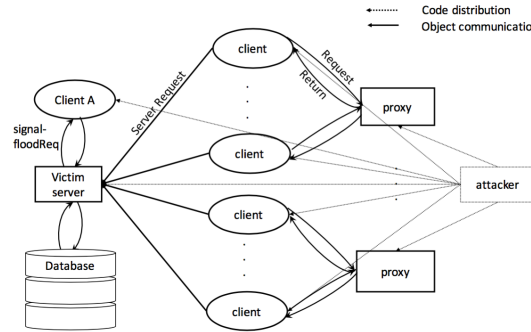 Code distribution
Object communicatio
client
Request
Return
Server Request
Client A
proxy
signal-
floodReq
client
Victim
server
attacker
client
Database
proxy
client